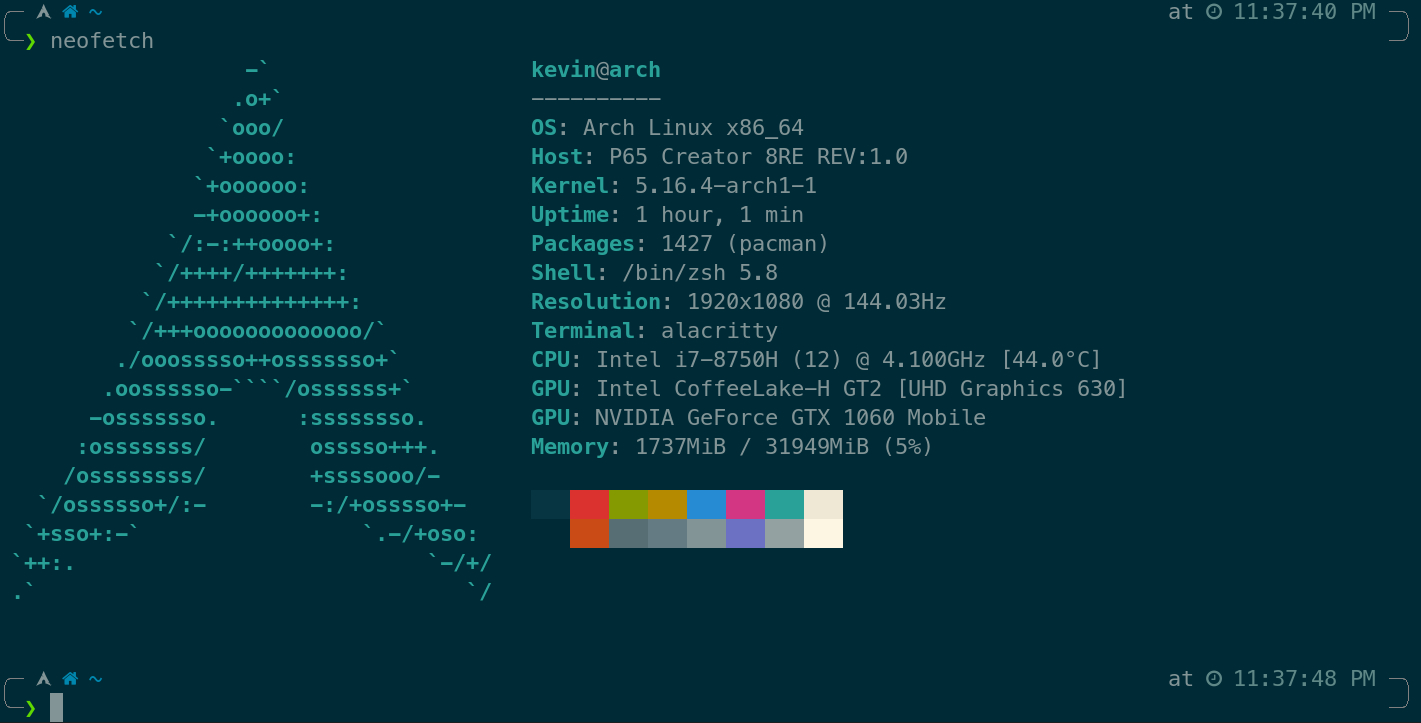 ~ at 11:37:40 PM
❯ neofetch
                  -`                     kevin@arch
                 .o+`                    ----------
                `ooo/                    OS: Arch Linux x86_64
               `+oooo:                   Host: P65 Creator 8RE REV:1.0
              `+oooooo:                  Kernel: 5.16.4-arch1-1
              -+oooooo+:                 Uptime: 1 hour, 1 min
            `/:-:++oooo+:                Packages: 1427 (pacman)
           `/++++/+++++++:               Shell: /bin/zsh 5.8
          `/++++++++++++++:              Resolution: 1920x1080 @ 144.03Hz
         `/+++ooooooooooooo/`            Terminal: alacritty
        ./ooosssso++osssssso+`           CPU: Intel i7-8750H (12) @ 4.100GHz [44.0°C]
       .oossssso-````/ossssss+`          GPU: Intel CoffeeLake-H GT2 [UHD Graphics 630]
      -osssssso.      :ssssssso.         GPU: NVIDIA GeForce GTX 1060 Mobile
     :osssssss/        osssso+++.        Memory: 1737MiB / 31949MiB (5%)
    /ossssssss/        +ssssooo/-
  `/ossssso+/:-        -:/+osssso+-
 `+sso+:-`                 `.-/+oso:
`++:.                           `-/+/
.`                                 `/
~ at 11:37:48 PM
❯